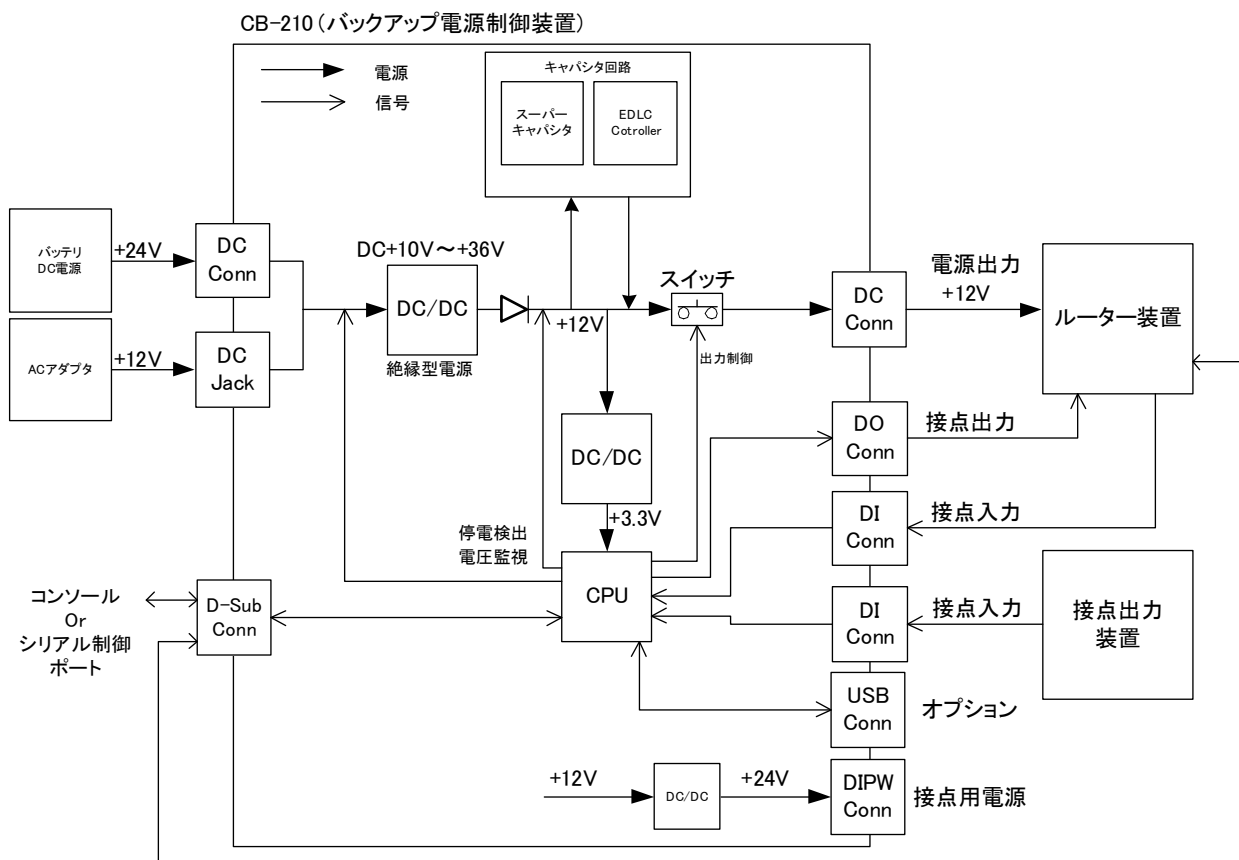 CB-210(バックアップ電源制御装置)
電源
信号
キャパシタ回路
スーパー
キャパシタ
EDLC
Cotroller
バッテリ
DC電源
+24V
DC
Conn
ACアダプタ
+12V
DC
Jack
DC+10V～+36V
DC/DC
絶縁型電源
+12V
スイッチ
出力制御
DC
Conn
電源出力
+12V
ルーター装置
DC/DC
+3.3V
停電検出
電圧監視
CPU
DO
Conn
接点出力
DI
Conn
接点入力
DI
Conn
接点入力
接点出力
装置
コンソール
Or
シリアル制御
ポート
D-Sub
Conn
USB
Conn
オプション
+12V
DC/DC
+24V
DIPW
Conn
接点用電源